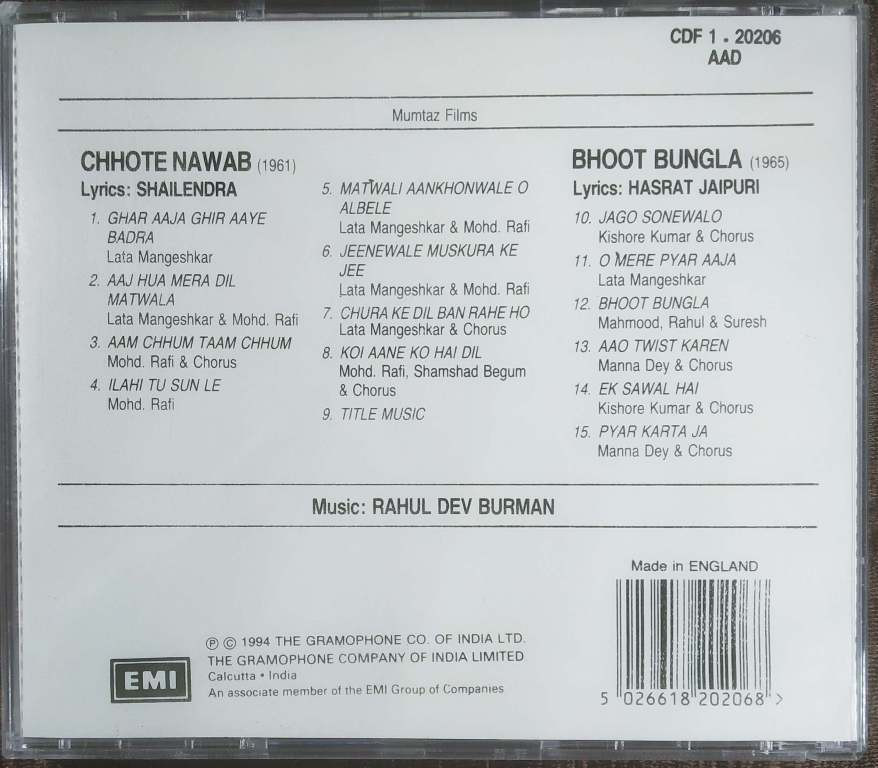 CDF 1 . 20206
AAD
Mumtaz Films
CHHOTE NAWAB (1961)
Lyrics: SHAILENDRA
1. GHAR AAJA GHIR AAYE
BADRA
Lata Mangeshkar
2. AAJ HUA MERA DIL
MATWALA
Lata Mangeshkar & Mohd. Rafi
3. AAM CHHUM TAAM CHHUM
Mohd. Rafi & Chorus
4. ILAHI TU SUN LE
Mohd. Rafi
5. MATWALI AANKHONWALE O
ALBELE
Lata Mangeshkar & Mohd. Rafi
6. JEENEWALE MUSKURA KE
JEE
Lata Mangeshkar & Mohd. Rafi
7. CHURA KE DIL BAN RAHE HO
Lata Mangeshkar & Chorus
8. KOI AANE KO HAI DIL
Mohd. Rafi, Shamshad Begum
& Chorus
9. TITLE MUSIC
BHOOT BUNGLA (1965)
Lyrics: HASRAT JAIPURI
10. JAGO SONEWALO
Kishore Kumar & Chorus
11. O MERE PYAR AAJA
Lata Mangeshkar
12. BHOOT BUNGLA
Mahmood, Rahul & Suresh
13. AAO TWIST KAREN
Manna Dey & Chorus
14. EK SAWAL HAI
Kishore Kumar & Chorus
15. PYAR KARTA JA
Manna Dey & Chorus
Music: RAHUL DEV BURMAN
Made in ENGLAND
5 026618 202068 >
EMI
℗ © 1994 THE GRAMOPHONE CO. OF INDIA LTD.
THE GRAMOPHONE COMPANY OF INDIA LIMITED
Calcutta • India
An associate member of the EMI Group of Companies